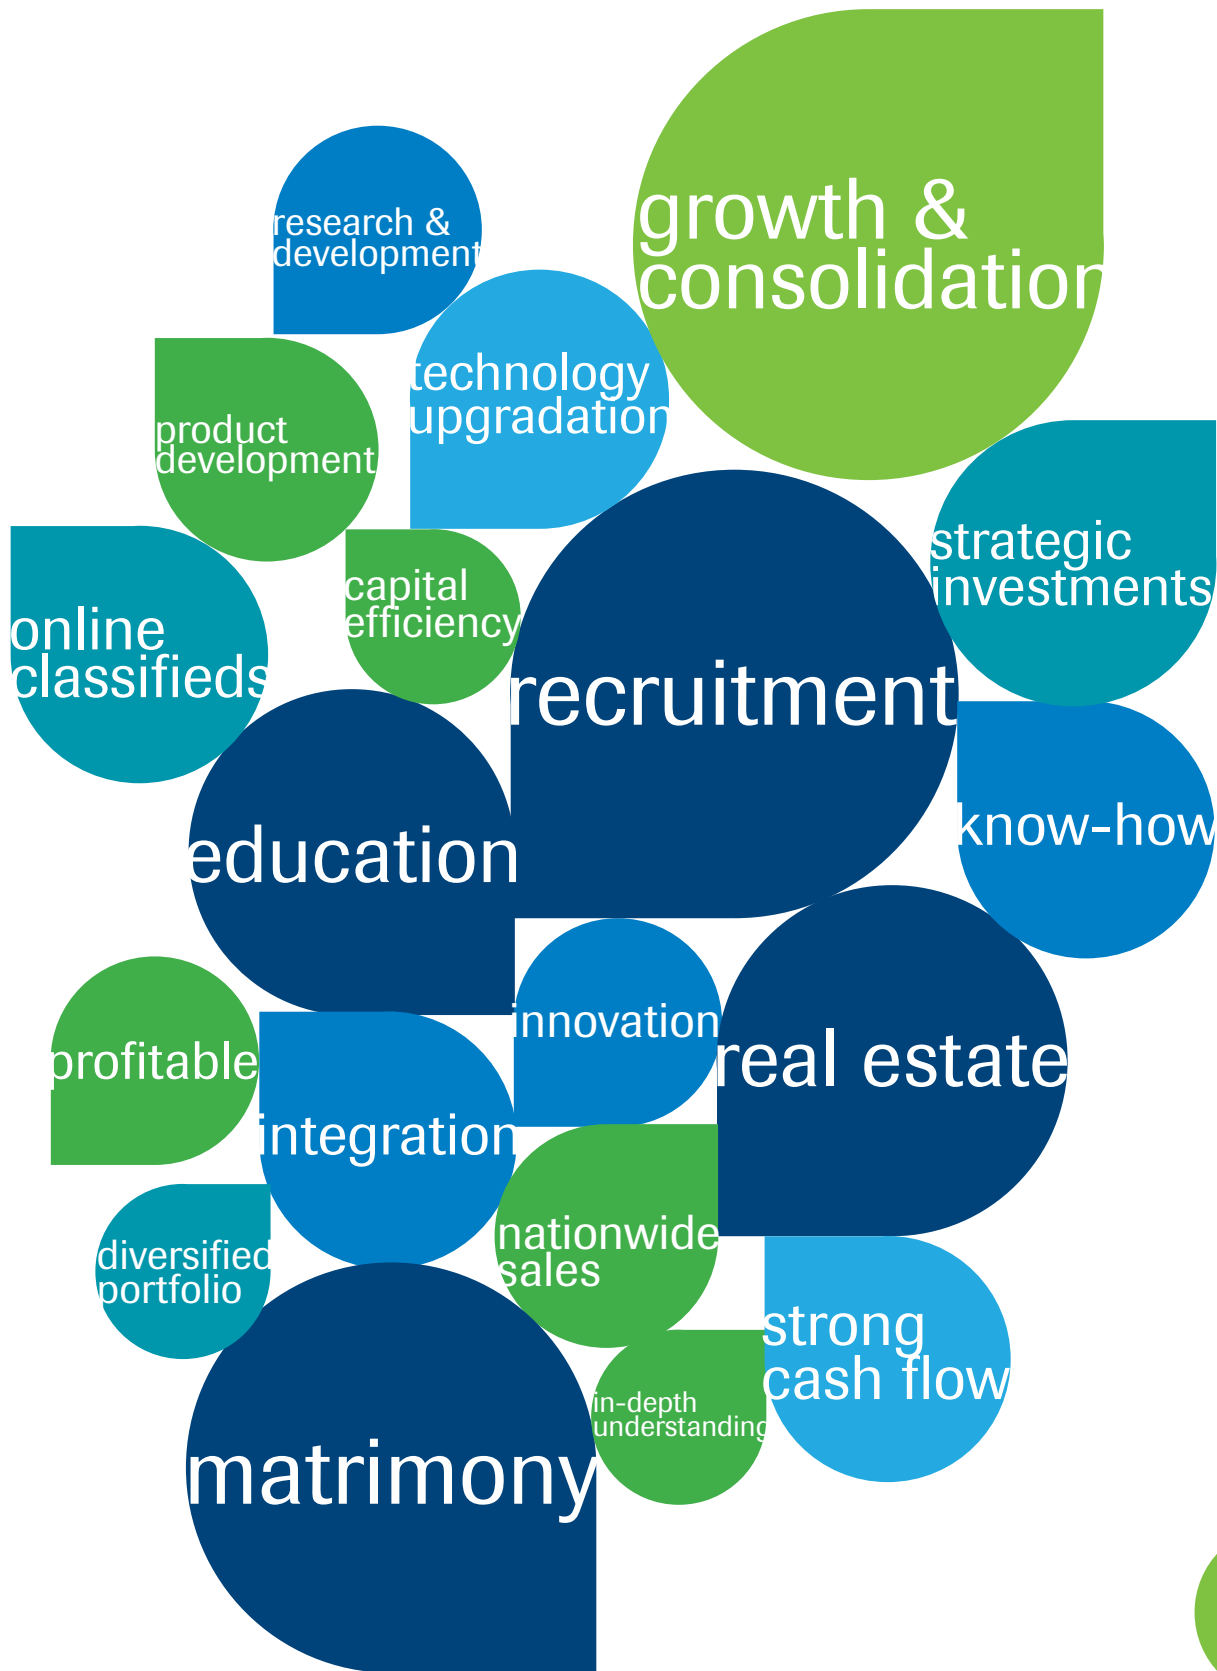 growth &
consolidation
research &
development
technology
upgradation
product
development
strategic
investments
capital
efficiency
online
classifieds
recruitment
know-how
education
innovation
real estate
profitable
integration
nationwide
sales
diversified
portfolio
strong
cash flow
in-depth
understanding
matrimony